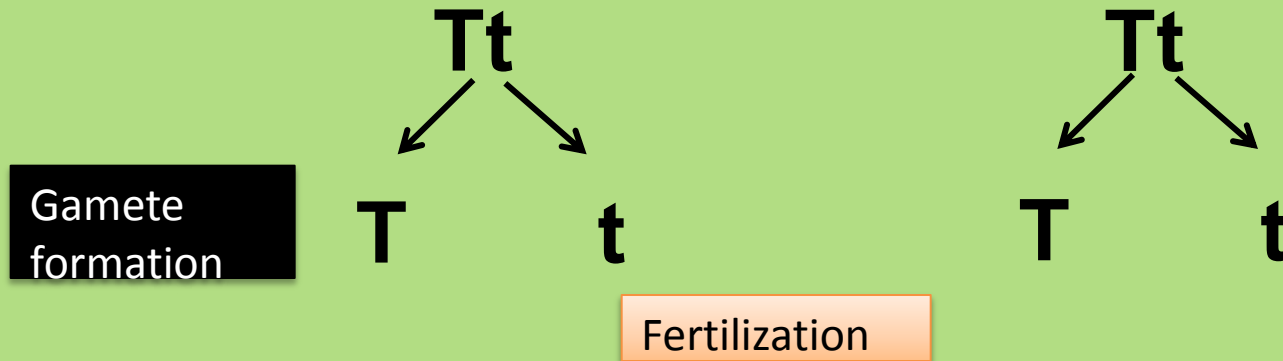 Tt Tt
Gamete
formation
T t T t
Fertilization